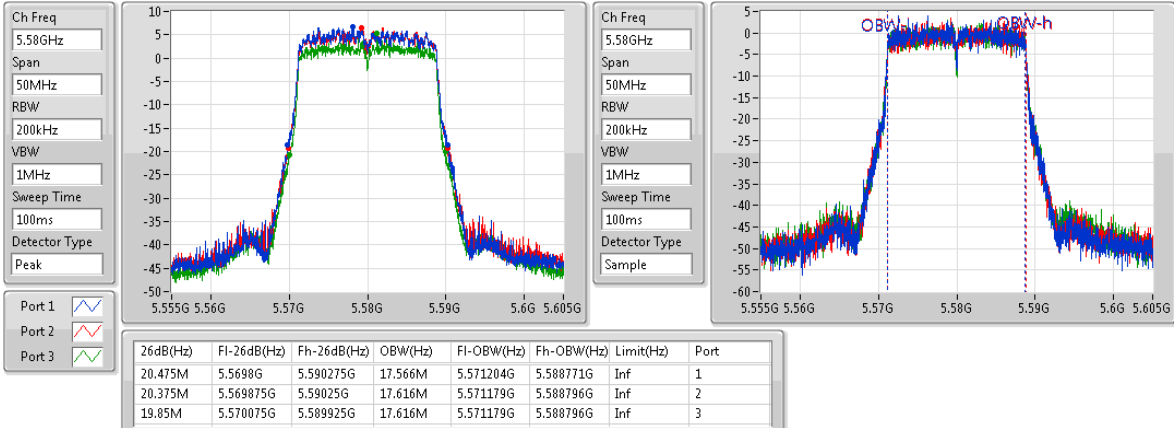 Ch Freq
5.58GHz
Span
50MHz
RBW
200kHz
VBW
1MHz
Sweep Time
100ms
Detector Type
Peak
10
5
0
-5
-10
-15
-20
-25
-30
-35
-40
-45
-50
5.555G 5.56G 5.57G 5.58G 5.59G 5.6G 5.605G
Port 1
Port 2
Port 3
Ch Freq
5.58GHz
Span
50MHz
RBW
200kHz
VBW
1MHz
Sweep Time
100ms
Detector Type
Sample
OBW-h
5
0
-5
-10
-15
-20
-25
-30
-35
-40
-45
-50
-55
-60
5.555G 5.56G 5.57G 5.58G 5.59G 5.6G 5.605G
26dB(Hz) Fl-26dB(Hz) Fh-26dB(Hz) OBW(Hz) Fl-OBW(Hz) Fh-OBW(Hz) Limit(Hz) Port
20.475M 5.5698G 5.590275G 17.566M 5.571204G 5.588771G Inf 1
20.375M 5.569875G 5.59025G 17.616M 5.571179G 5.588796G Inf 2
19.85M 5.570075G 5.589925G 17.616M 5.571179G 5.588796G Inf 3